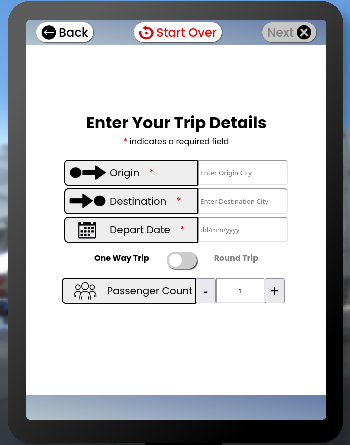 Back
Start Over
Next
Enter Your Trip Details
* indicates a required field
Origin *
Enter Origin City
Destination *
Enter Destination City
Depart Date *
dd/mm/yyyy
One Way Trip
Round Trip
Passenger Count
- 1 +